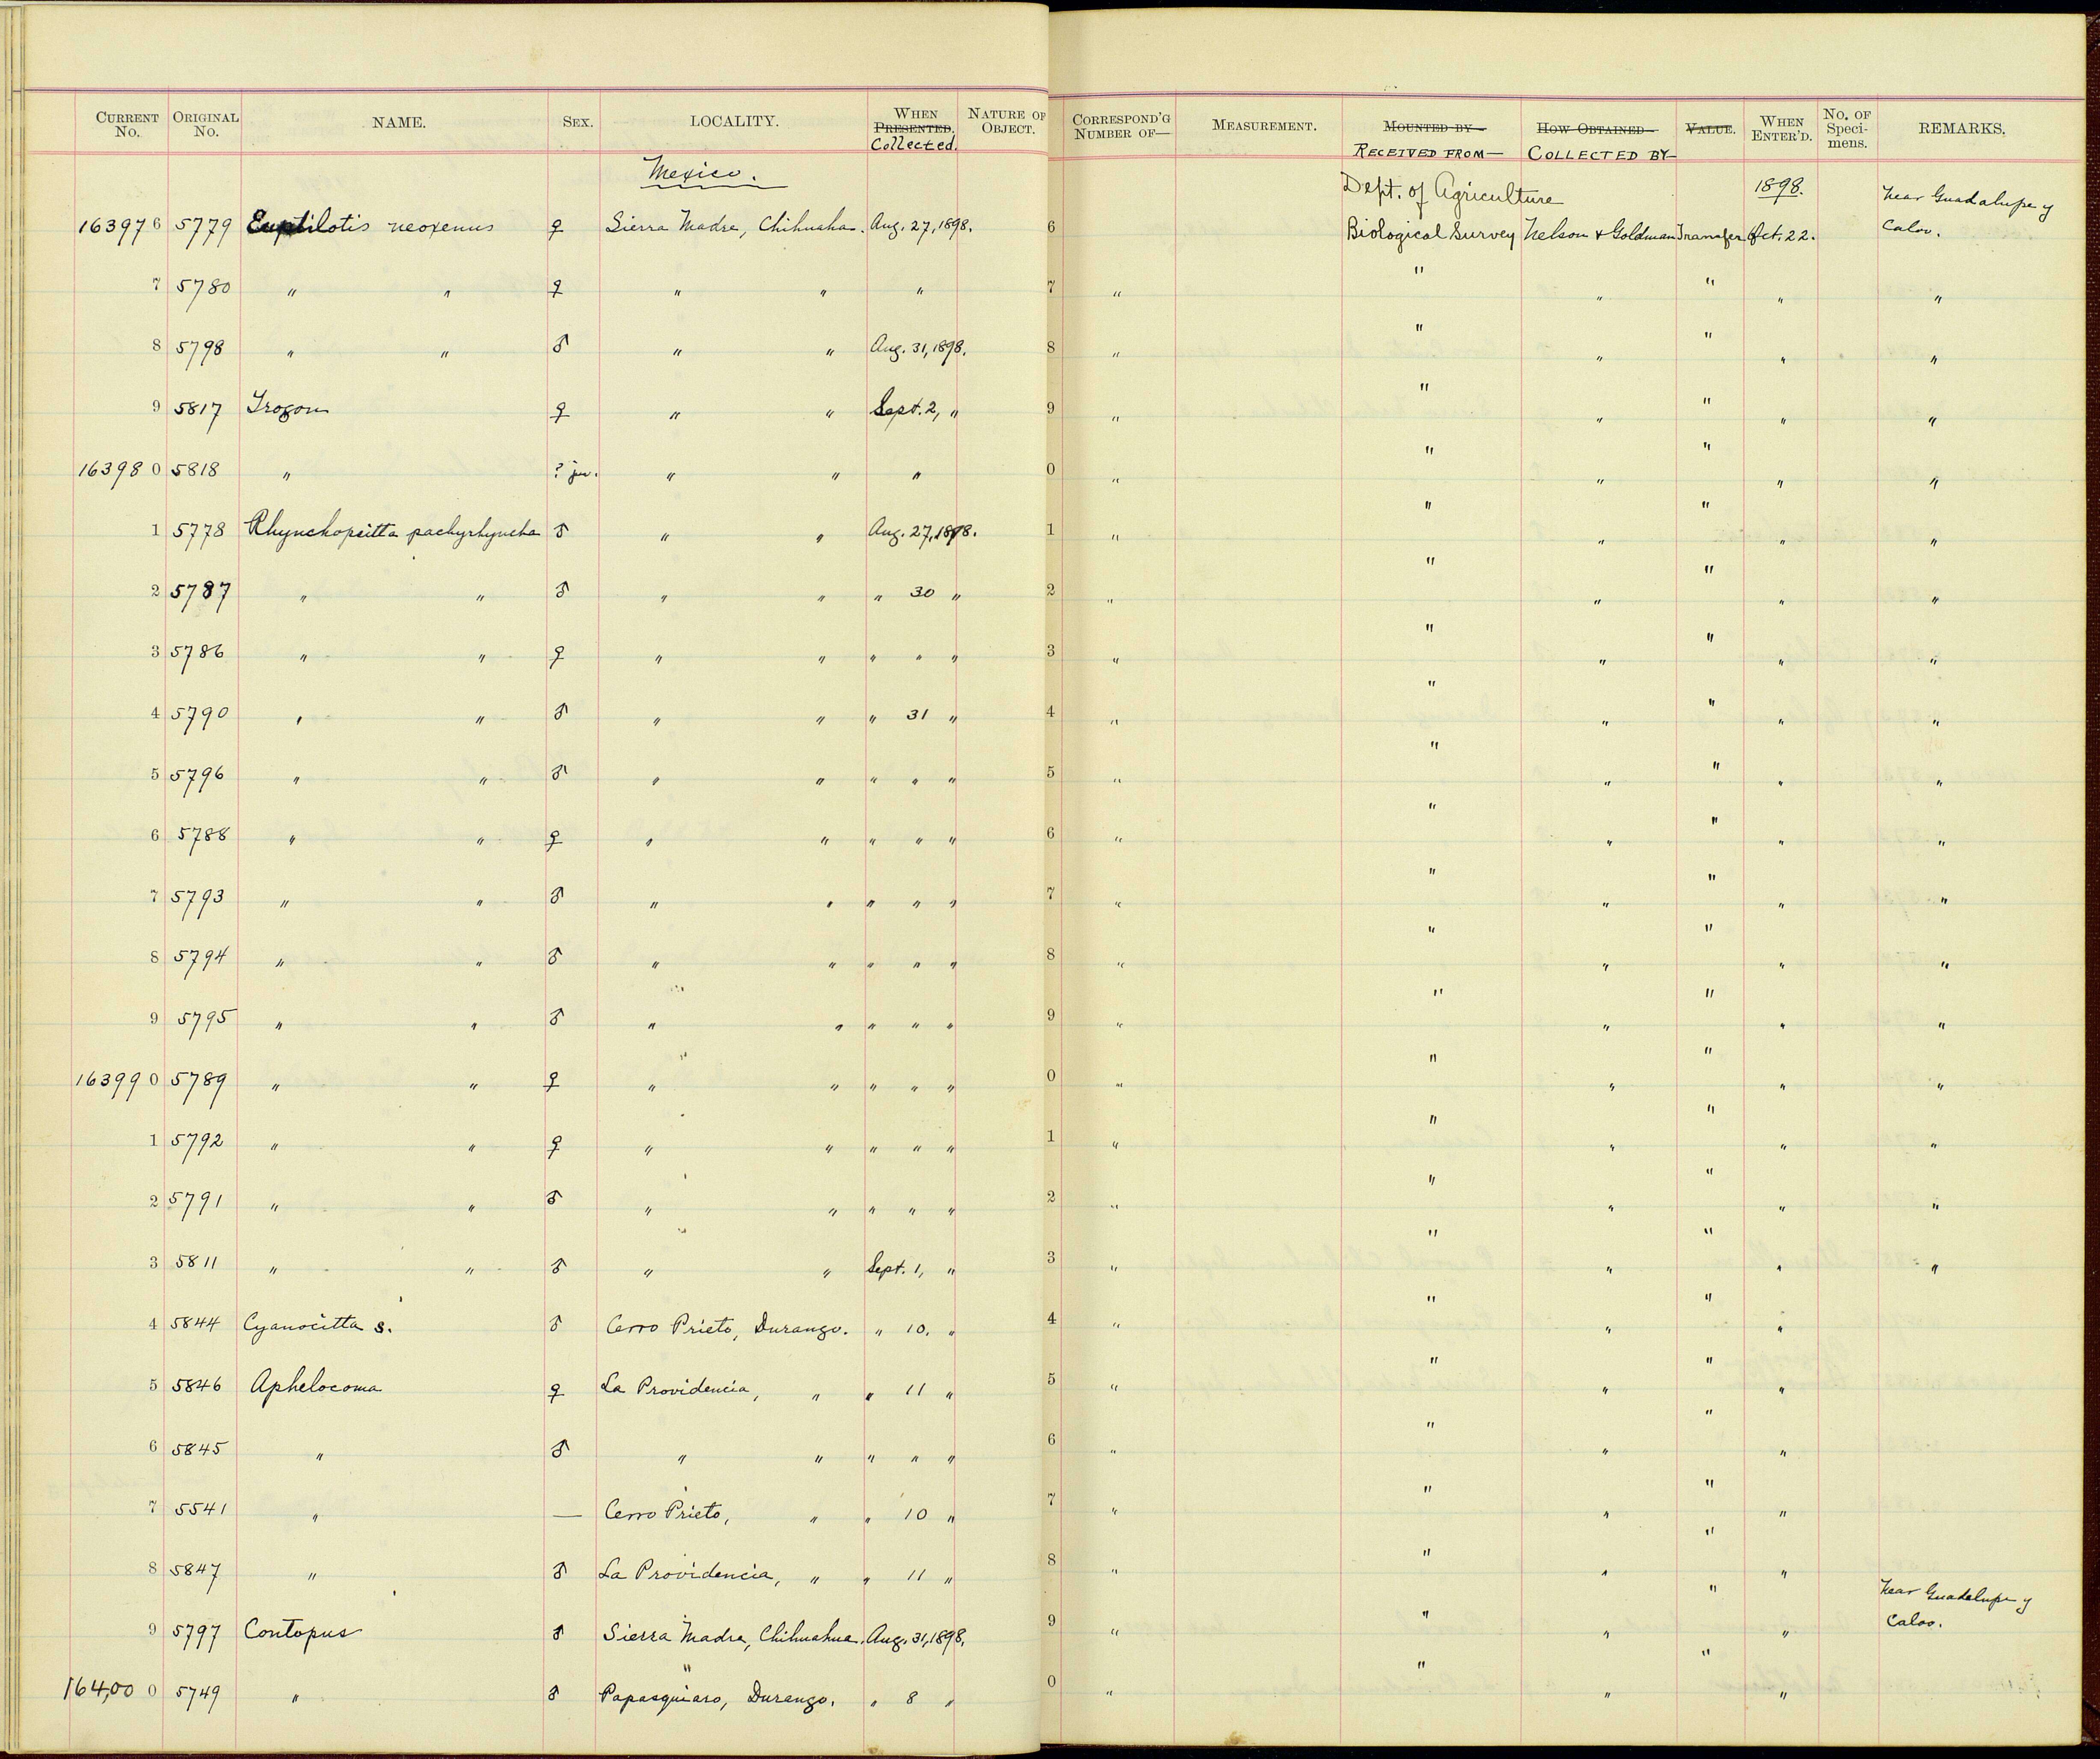 CURRENT No. ORIGINAL No. NAME. SEX. LOCALITY. WHEN PRESENTED. Collected. NATURE OF OBJECT. CORRESPOND'G NUMBER OF— MEASUREMENT. MOUNTED BY— RECEIVED FROM— HOW OBTAINED— COLLECTED BY— VALUE. WHEN ENTER'D. No. OF Speci-mens. REMARKS.
Mexico. Dept. of Agriculture 1898. Near Guadalupe y
163976 5779 Euptilotis neoxenus ♀ Sierra Madre, Chihuahua. Aug. 27, 1898. 6 Biological Survey Nelson & Goldman Transfer Oct. 22. Calvo.
7 5780 " " ♀ " " " 7 " " " " " "
8 5798 " " ♂ " " Aug. 31, 1898. 8 " " " " " "
9 5817 Trogon ♀ " " Sept. 2, " 9 " " " " " "
163980 5818 " ? juv. " " " 0 " " " " " "
1 5778 Rhynchopsitta pachyrhyncha ♂ " " Aug. 27, 1898. 1 " " " " " "
2 5787 " " ♂ " " " 30 " 2 " " " " " "
3 5786 " " ♀ " " " " " 3 " " " " " "
4 5790 " " ♂ " " " 31 " 4 " " " " " "
5 5796 " " ♂ " " " " " 5 " " " " " "
6 5788 " " ♀ " " " " " 6 " " " " " "
7 5793 " " ♂ " " " " " 7 " " " " " "
8 5794 " " ♂ " " " " " 8 " " " " " "
9 5795 " " ♂ " " " " " 9 " " " " " "
163990 5789 " " ♀ " " " " " 0 " " " " " "
1 5792 " " ♀ " " " " " 1 " " " " " "
2 5791 " " ♂ " " " " " 2 " " " " " "
3 5811 " " ♂ " " Sept. 1, " 3 " " " " " "
4 5844 Cyanocitta s. ♂ Cerro Prieto, Durango. " 10. " 4 " " " " "
5 5846 Aphelocoma ♀ La Providencia, " " 11 " 5 " " " " "
6 5845 " ♂ " " " " " 6 " " " " "
7 5541 " — Cerro Prieto, " " 10 " 7 " " " " "
8 5847 " ♂ La Providencia, " " 11 " 8 " " " " "
Near Guadelupe y
9 5797 Contopus ♂ Sierra Madre, Chihuahua. Aug. 31, 1898. 9 " " " " " Calvo.
164,000 5749 " ♂ Papasquiaro, Durango. " 8 " 0 " " " " "